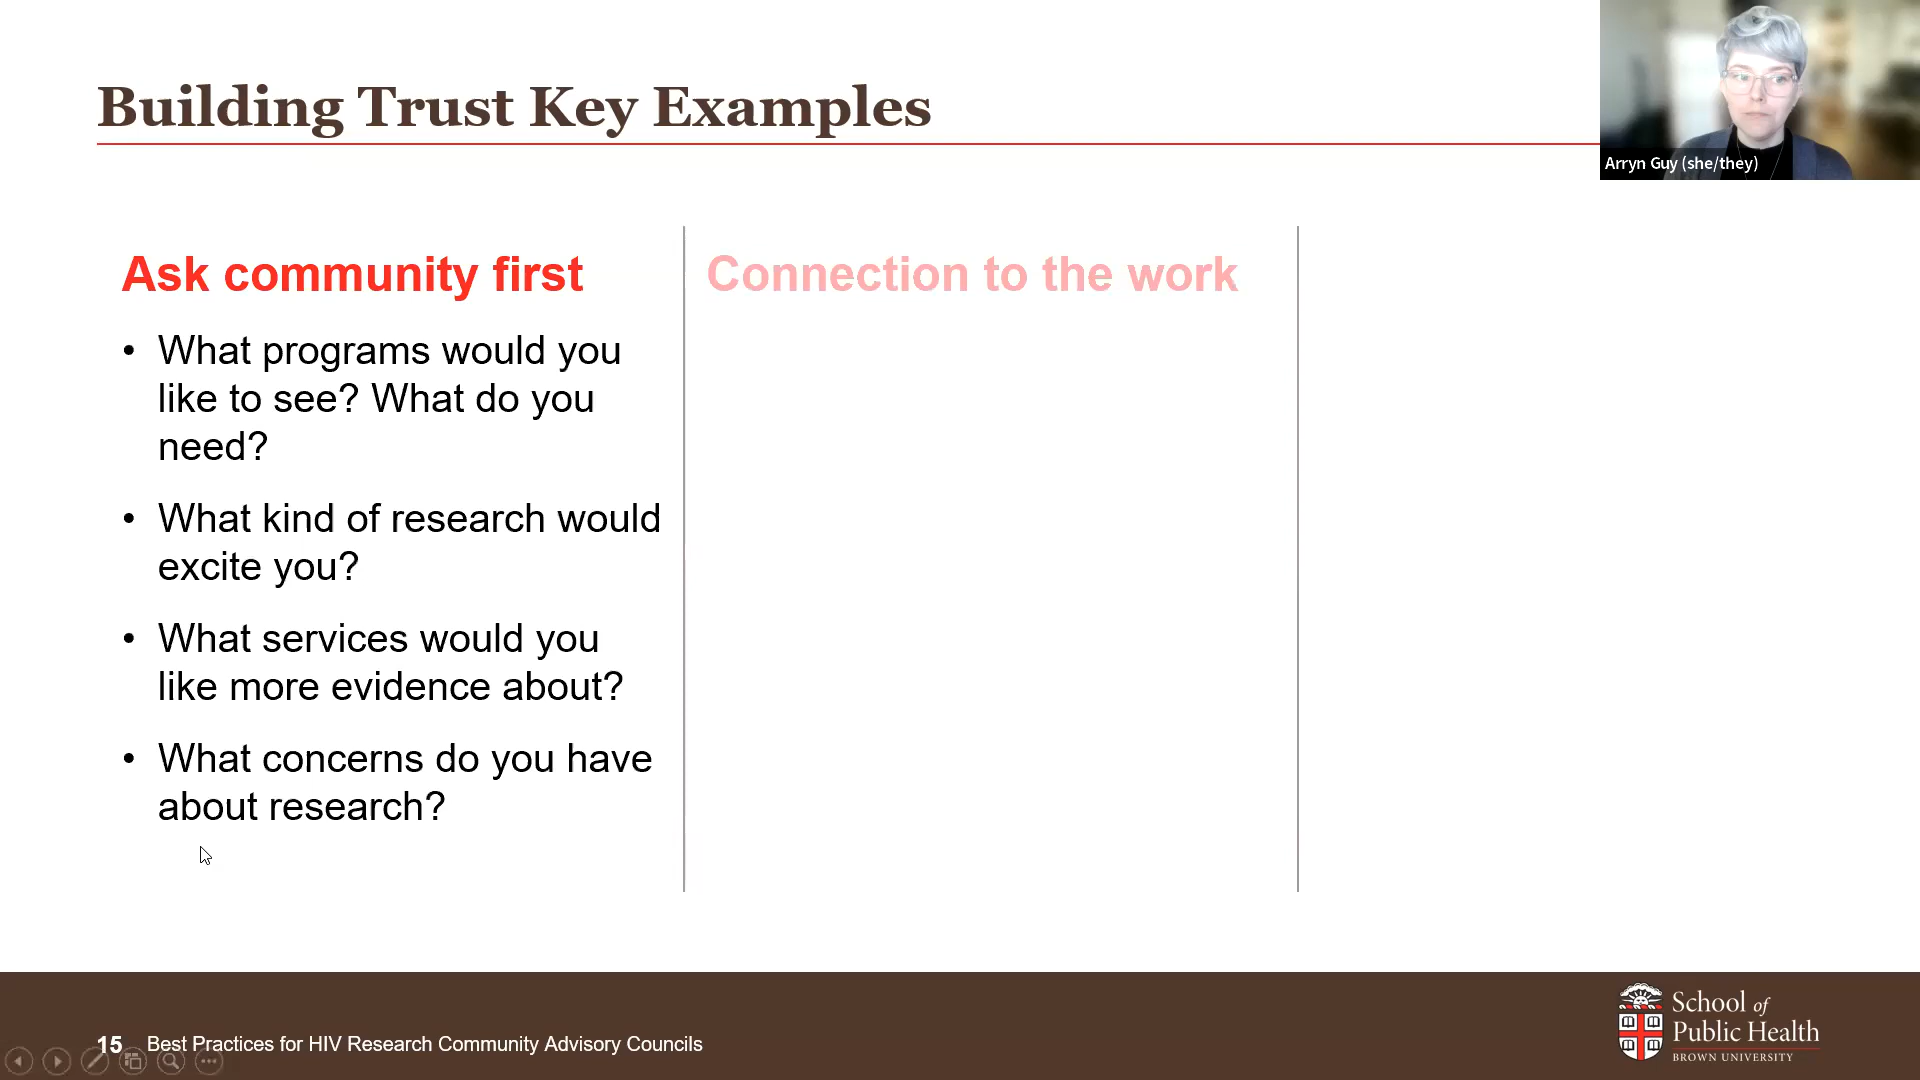 Building Trust Key Examples
Arryn Guy (she/they)
Ask community first
• What programs would you
like to see? What do you
need?
• What kind of research would
excite you?
• What services would you
like more evidence about?
• What concerns do you have
about research?
Connection to the work
15 Best Practices for HIV Research Community Advisory Councils
School of
Public Health
BROWN UNIVERSITY